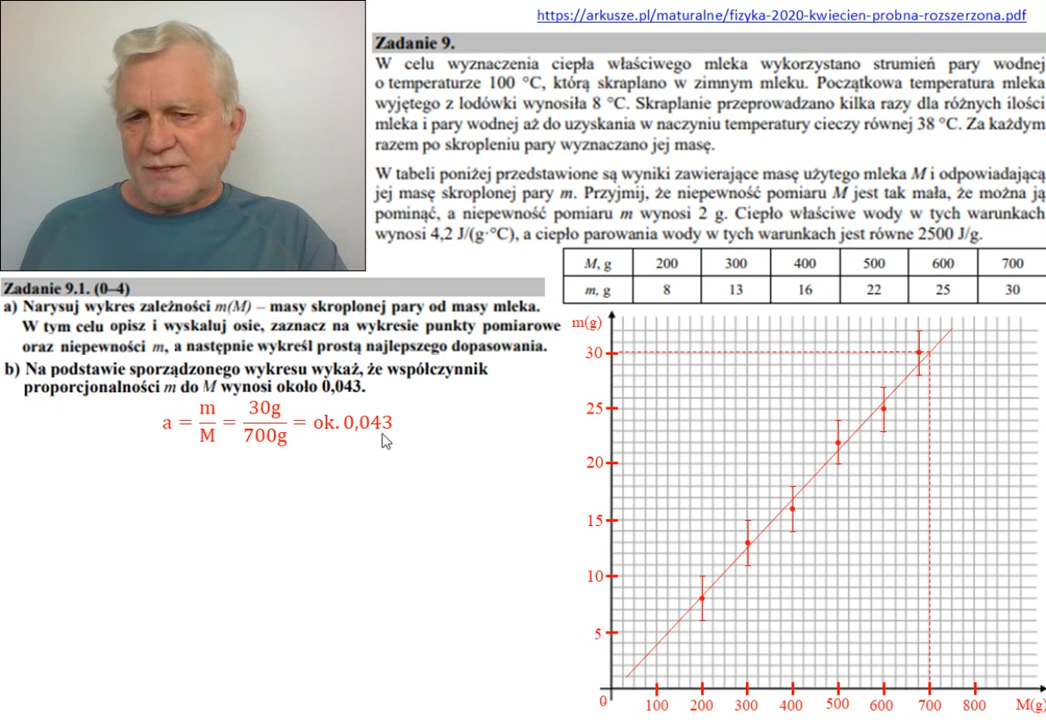 https://arkusze.pl/maturalne/fizyka-2020-kwiecien-probna-rozszerzona.pdf
Zadanie 9.
W celu wyznaczenia ciepła właściwego mleka wykorzystano strumień pary wodnej
o temperaturze 100 °C, którą skraplano w zimnym mleku. Początkowa temperatura mleka
wyjętego z lodówki wynosiła 8 °C. Skraplanie przeprowadzano kilka razy dla różnych ilości
mleka i pary wodnej aż do uzyskania w naczyniu temperatury cieczy równej 38 °C. Za każdym
razem po skropleniu pary wyznaczano jej masę.
W tabeli poniżej przedstawione są wyniki zawierające masę użytego mleka M i odpowiadającą
jej masę skroplonej pary m. Przyjmij, że niepewność pomiaru M jest tak mała, że można ją
pominąć, a niepewność pomiaru m wynosi 2 g. Ciepło właściwe wody w tych warunkach
wynosi 4,2 J/(g·°C), a ciepło parowania wody w tych warunkach jest równe 2500 J/g.
M, g 200 300 400 500 600 700
m, g 8 13 16 22 25 30
Zadanie 9.1. (0–4)
a) Narysuj wykres zależności m(M) – masy skroplonej pary od masy mleka.
W tym celu opisz i wyskaluj osie, zaznacz na wykresie punkty pomiarowe
oraz niepewności m, a następnie wykreśl prostą najlepszego dopasowania.
b) Na podstawie sporządzonego wykresu wykaż, że współczynnik
proporcjonalności m do M wynosi około 0,043.
a = m/M = 30g/700g = ok. 0,043
m(g)
30
25
20
15
10
5
0 100 200 300 400 500 600 700 800 M(g)